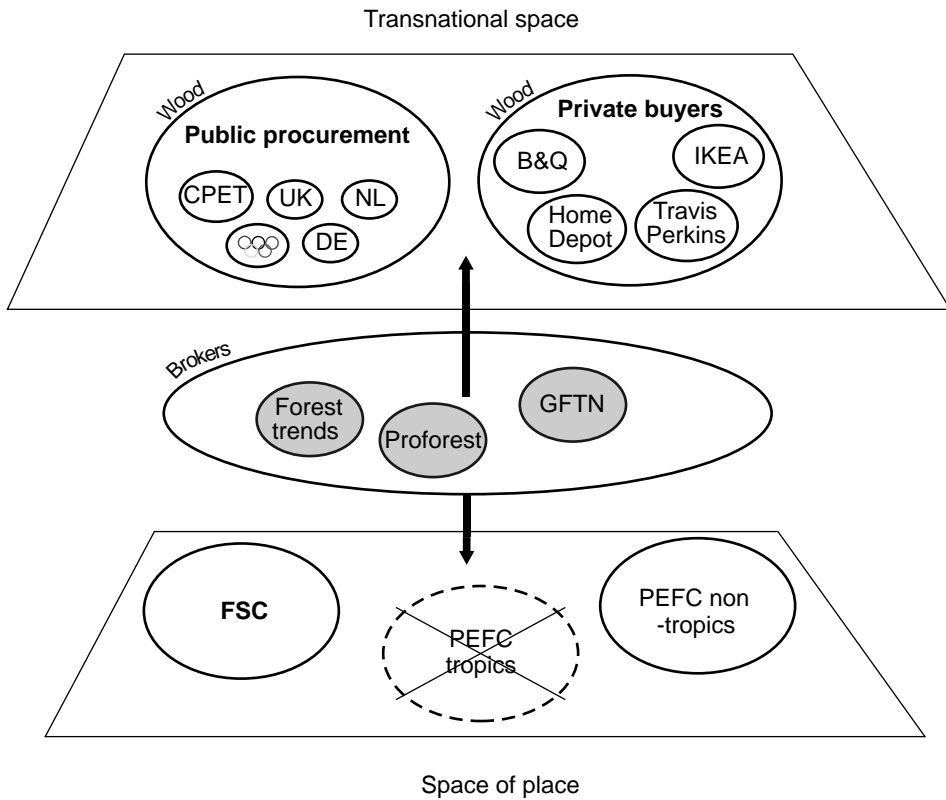 Transnational space
Wood
Public procurement
CPET
UK
NL
DE
Wood
Private buyers
B&Q
IKEA
Home
Depot
Travis
Perkins
Brokers
Forest
trends
Proforest
GFTN
FSC
PEFC
tropics
PEFC non
-tropics
Space of place